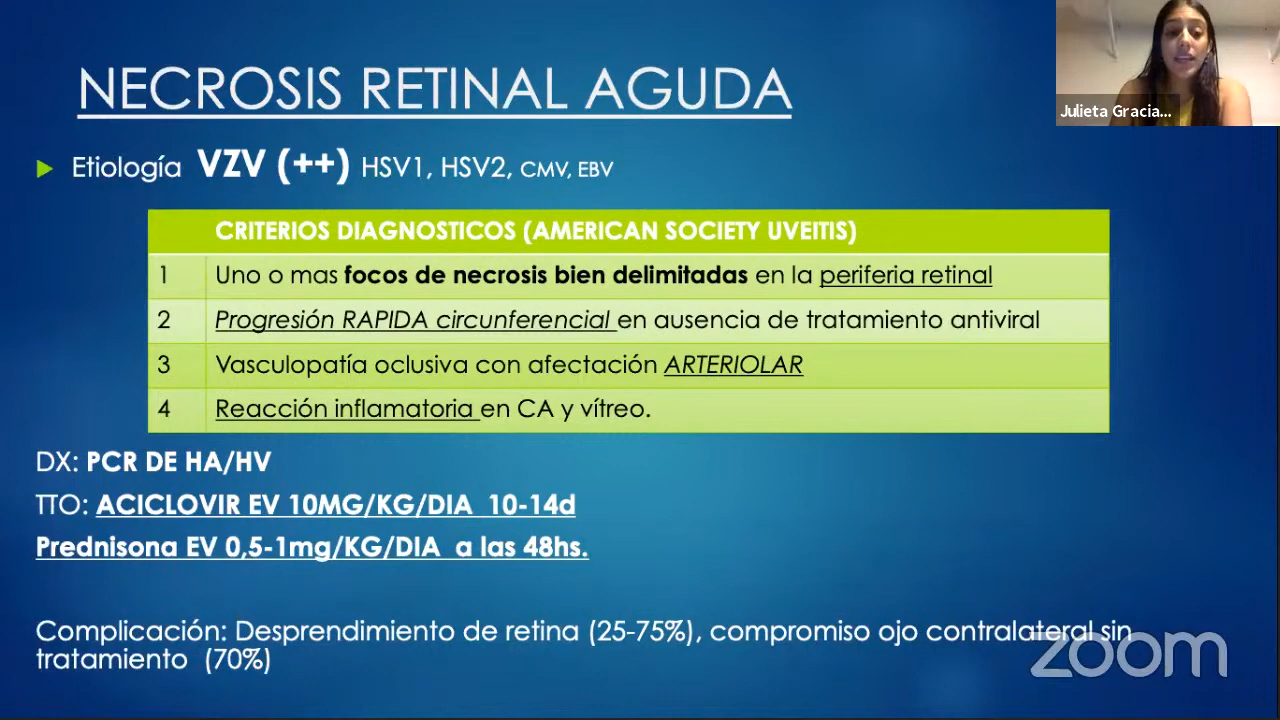 NECROSIS RETINAL AGUDA
Julieta Gracia...
Etiología VZV (++) HSV1, HSV2, CMV, EBV
CRITERIOS DIAGNOSTICOS (AMERICAN SOCIETY UVEITIS)
1 Uno o mas focos de necrosis bien delimitadas en la periferia retinal
2 Progresión RAPIDA circunferencial en ausencia de tratamiento antiviral
3 Vasculopatía oclusiva con afectación ARTERIOLAR
4 Reacción inflamatoria en CA y vítreo.
DX: PCR DE HA/HV
TTO: ACICLOVIR EV 10MG/KG/DIA 10-14d
Prednisona EV 0,5-1mg/KG/DIA a las 48hs.
Complicación: Desprendimiento de retina (25-75%), compromiso ojo contralateral sin
tratamiento (70%)
zoom